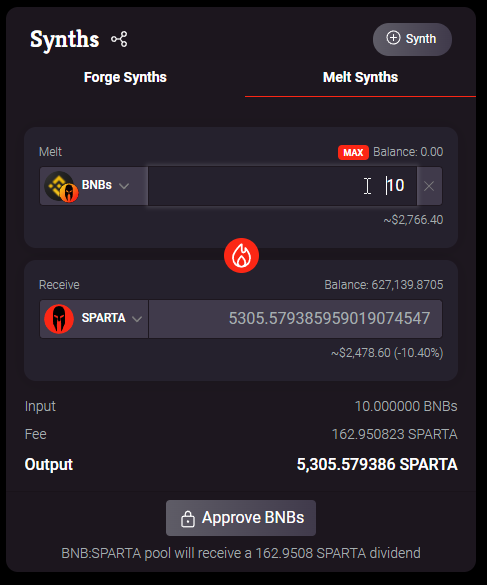 Synths
Synth
Forge Synths Melt Synths
Melt MAX Balance: 0.00
BNBs 10
~$2,766.40
Receive Balance: 627,139.8705
SPARTA 5305.579385959019074547
~$2,478.60 (-10.40%)
Input 10.000000 BNBs
Fee 162.950823 SPARTA
Output 5,305.579386 SPARTA
Approve BNBs
BNB:SPARTA pool will receive a 162.9508 SPARTA dividend